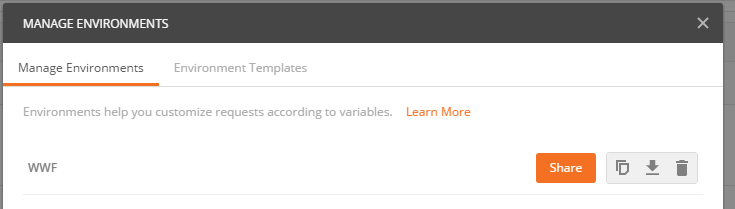 MANAGE ENVIRONMENTS
Manage Environments Environment Templates
Environments help you customize requests according to variables. Learn More
WWF Share